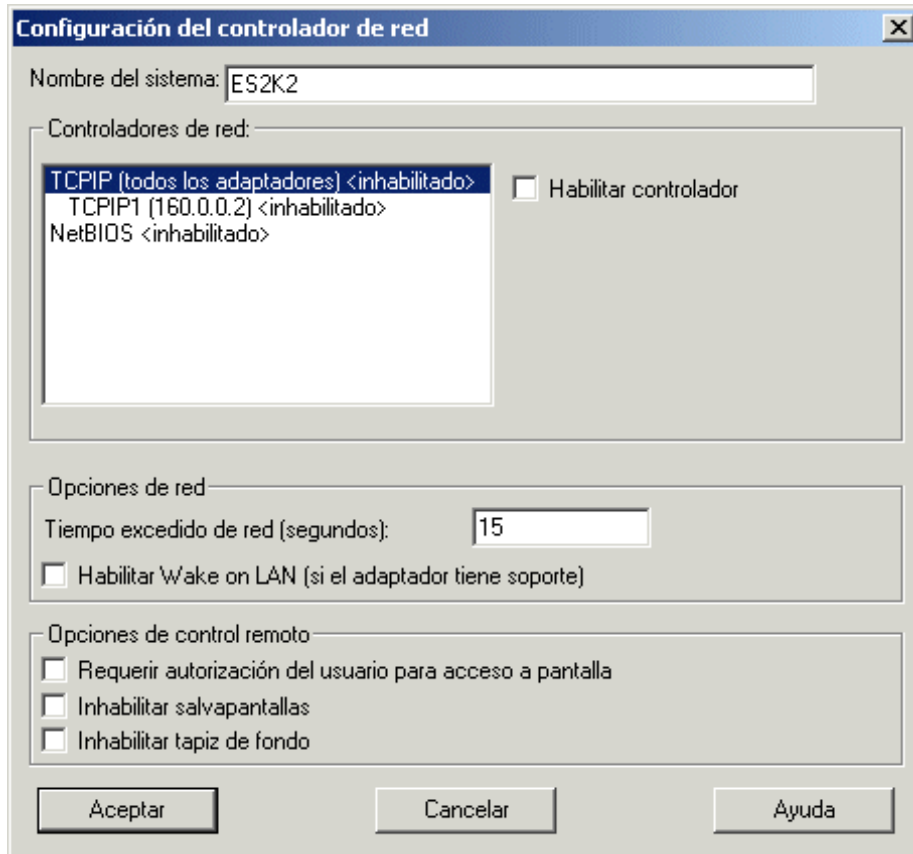 Configuración del controlador de red
Nombre del sistema: ES2K2
Controladores de red:
TCPIP (todos los adaptadores) <inhabilitado>
TCPIP1 (160.0.0.2) <inhabilitado>
NetBIOS <inhabilitado>
Habilitar controlador
Opciones de red
Tiempo excedido de red (segundos): 15
Habilitar Wake on LAN (si el adaptador tiene soporte)
Opciones de control remoto
Requerir autorización del usuario para acceso a pantalla
Inhabilitar salvapantallas
Inhabilitar tapiz de fondo
Aceptar Cancelar Ayuda